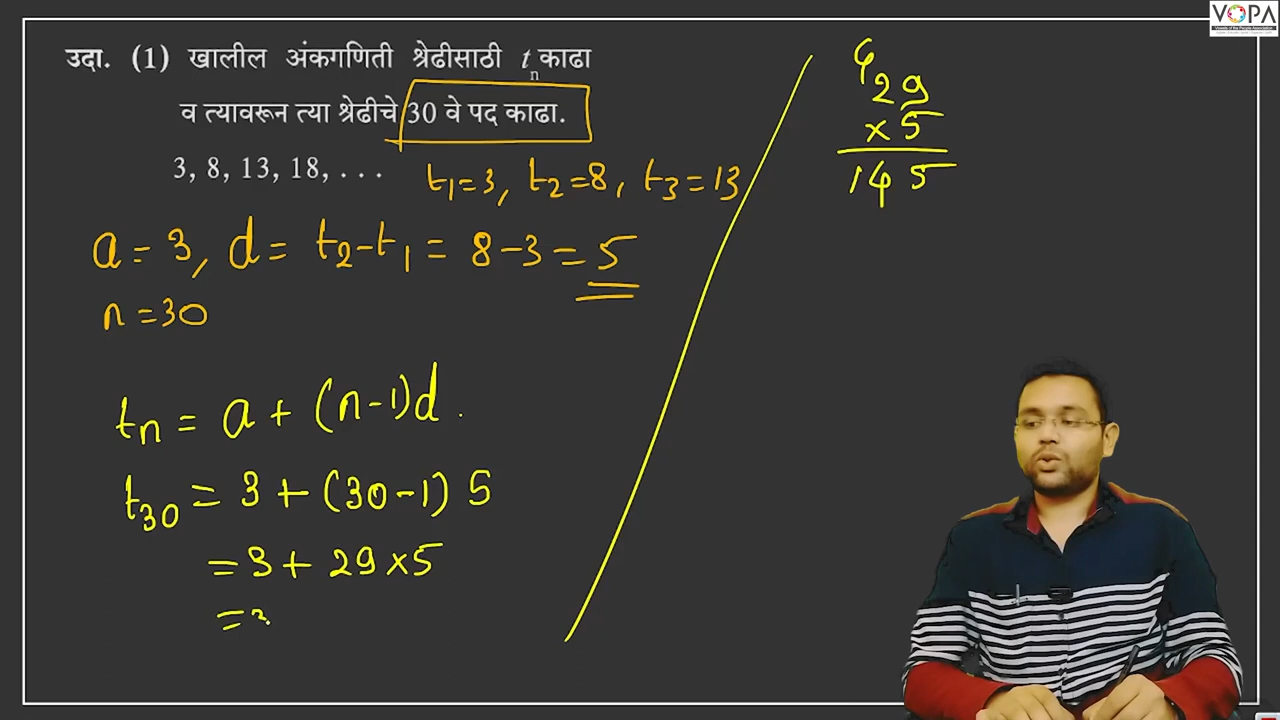 उदा. (1) खालील अंकगणिती श्रेढीसाठी tn काढा
व त्यावरून त्या श्रेढीचे 30 वे पद काढा.
3, 8, 13, 18, . . .
t1=3, t2=8, t3=13
a = 3, d = t2-t1 = 8-3 = 5
n = 30
tn = a + (n-1)d .
t30 = 3 + (30-1) 5
= 3 + 29 x 5
= 3
4
29
x 5
145
VOPA